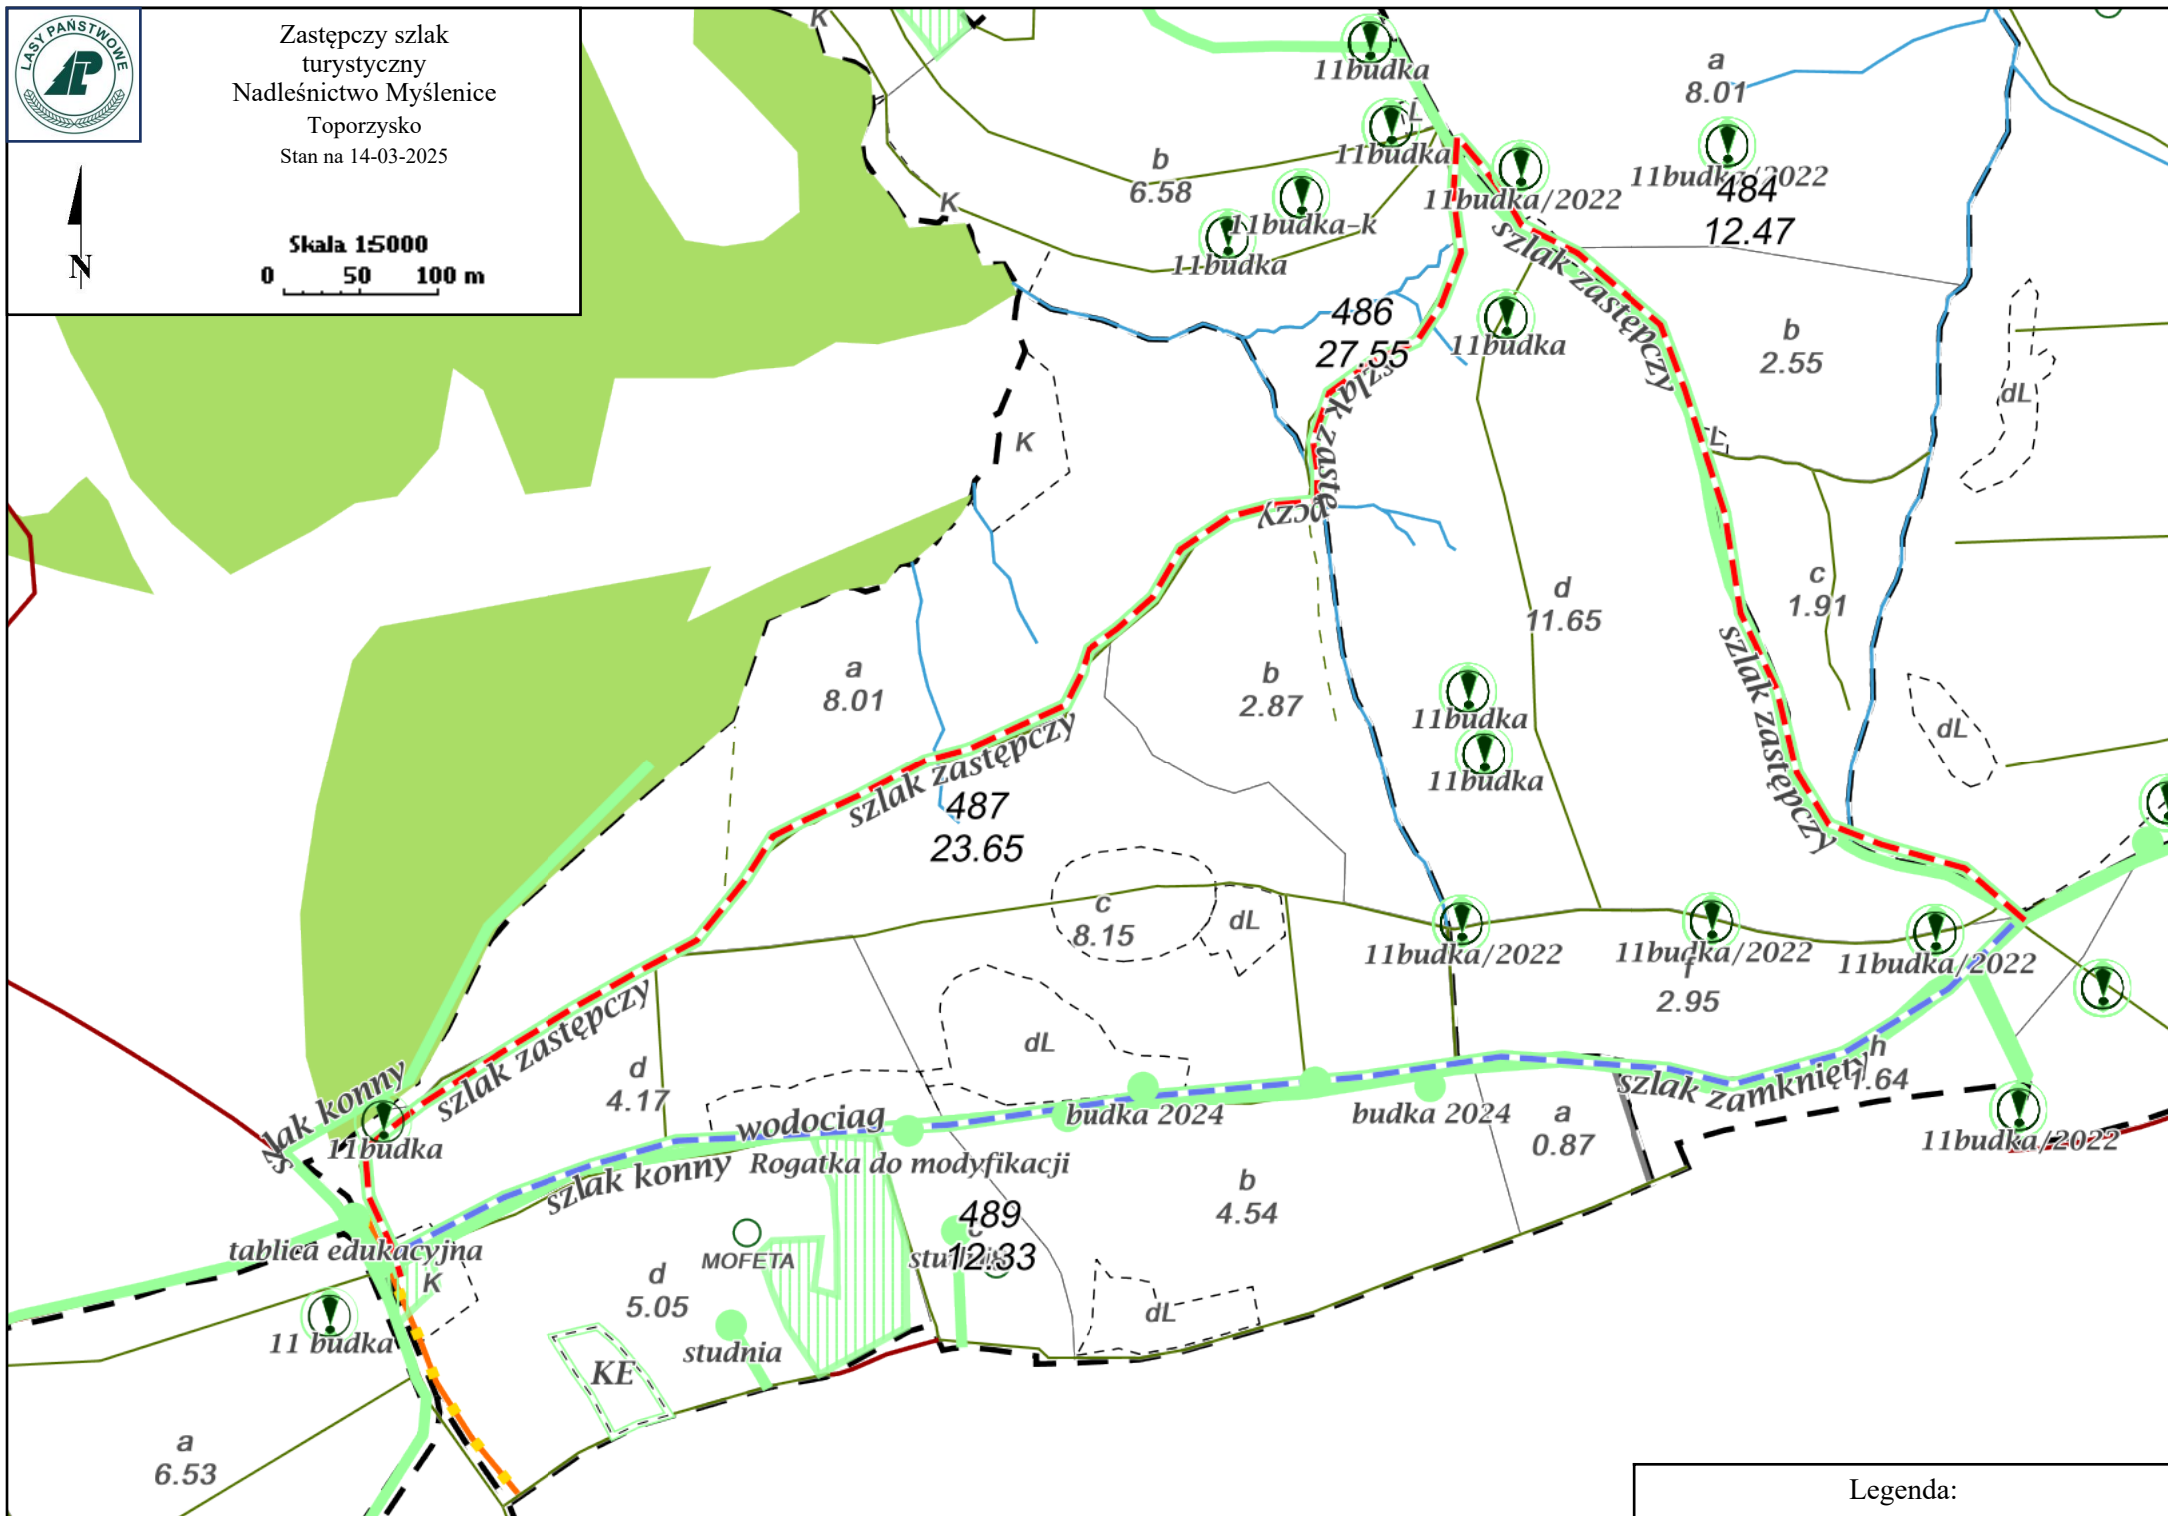 LASY PAŃSTWOWE
Zastępczy szlak
turystyczny
Nadleśnictwo Myślenice
Toporzysko
Stan na 14-03-2025
N
Skala 1:5000
0 50 100 m
K
11budka
a
8.01
L
11budka
b
6.58
11budka/2022
11budka/2022
484
12.47
K
11budka-k
11budka
szlak zastępczy
486
27.55
11budka
b
2.55
dL
K
L
szlak zastępczy
c
1.91
d
11.65
a
8.01
b
2.87
szlak zastępczy
11budka
11budka
dL
szlak zastępczy
487
23.65
c
8.15
dL
11budka/2022
11budka/2022
f
2.95
11budka/2022
szlak zastępczy
dL
d
4.17
szlak konny
11budka
wodociąg
budka 2024
budka 2024
szlak zamknięty
h
1.64
a
0.87
11budka/2022
Rogatka do modyfikacji
szlak konny
b
4.54
489
12.33
tablica edukacyjna
K
MOFETA
d
5.05
dL
11 budka
studnia
KE
a
6.53
Legenda: